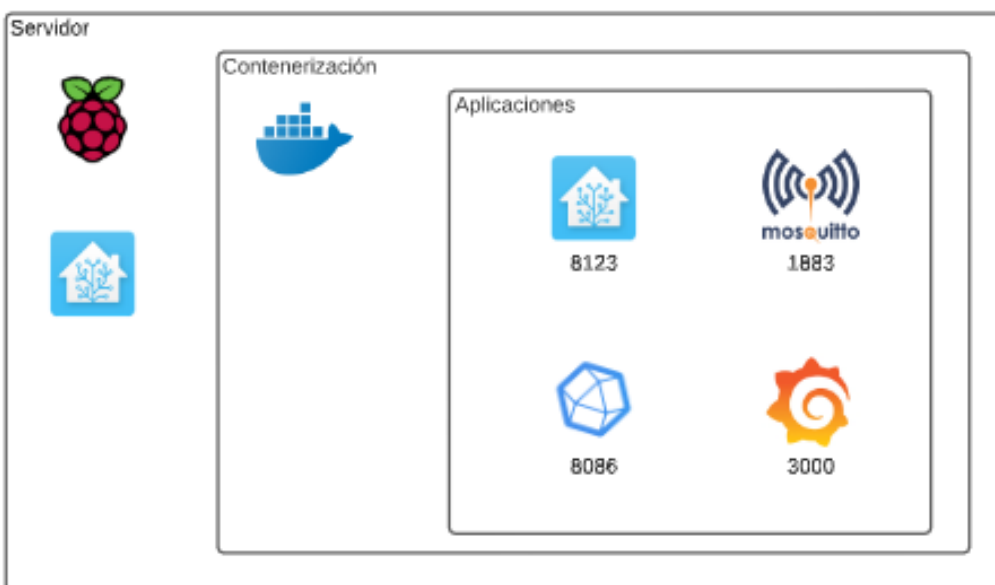 Servidor
Contenerización
Aplicaciones
mosquitto
8123
1883
8086
3000